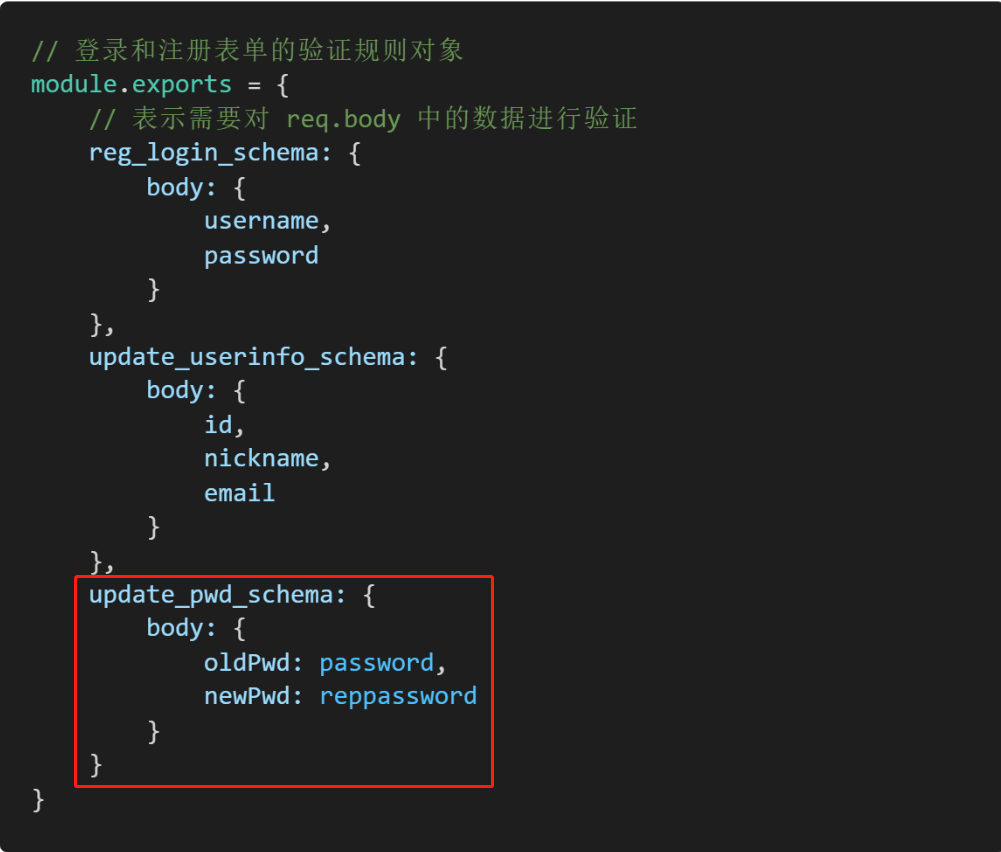 // 登录和注册表单的验证规则对象
module.exports = {
    // 表示需要对 req.body 中的数据进行验证
    reg_login_schema: {
        body: {
            username,
            password
        }
    },
    update_userinfo_schema: {
        body: {
            id,
            nickname,
            email
        }
    },
    update_pwd_schema: {
        body: {
            oldPwd: password,
            newPwd: reppassword
        }
    }
}